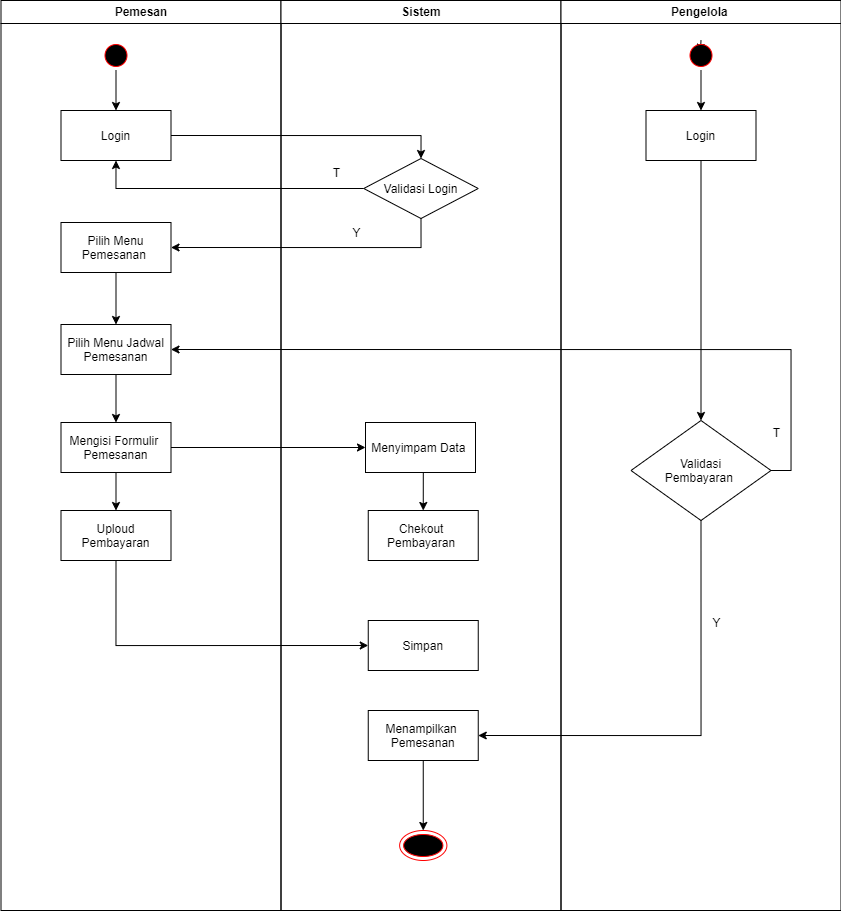 Pemesan
Sistem
Pengelola
Login
Login
T
Validasi Login
Y
Pilih Menu
Pemesanan
Pilih Menu Jadwal
Pemesanan
T
Mengisi Formulir
Pemesanan
Menyimpam Data
Validasi
Pembayaran
Uploud
Pembayaran
Chekout
Pembayaran
Y
Simpan
Menampilkan
Pemesanan